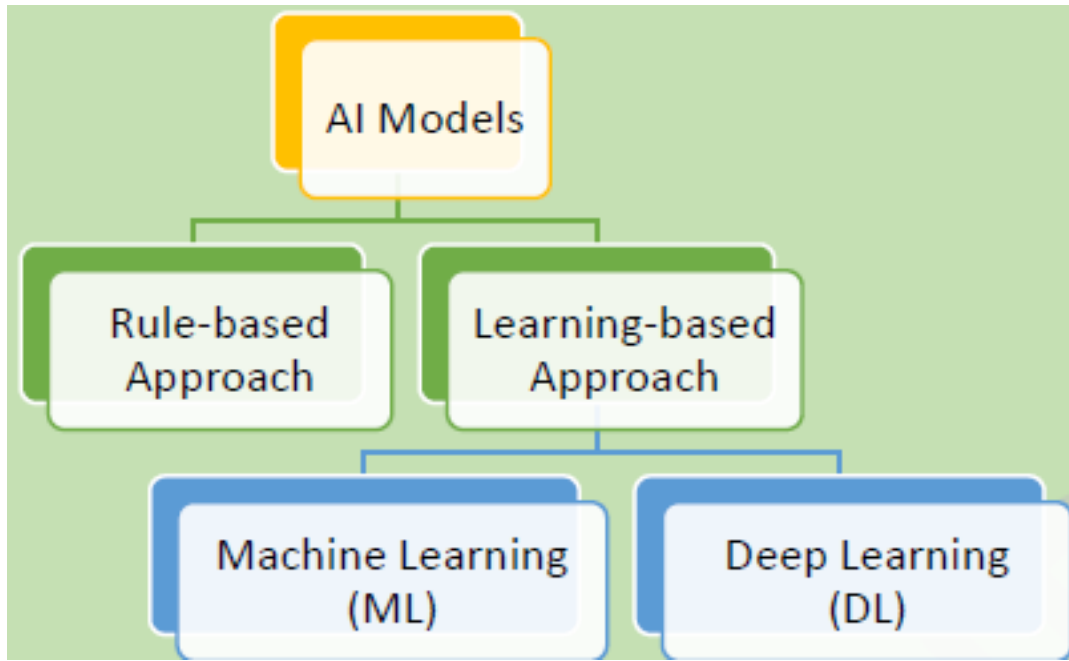 AI Models
Rule-based
Approach
Learning-based
Approach
Machine Learning
(ML)
Deep Learning
(DL)